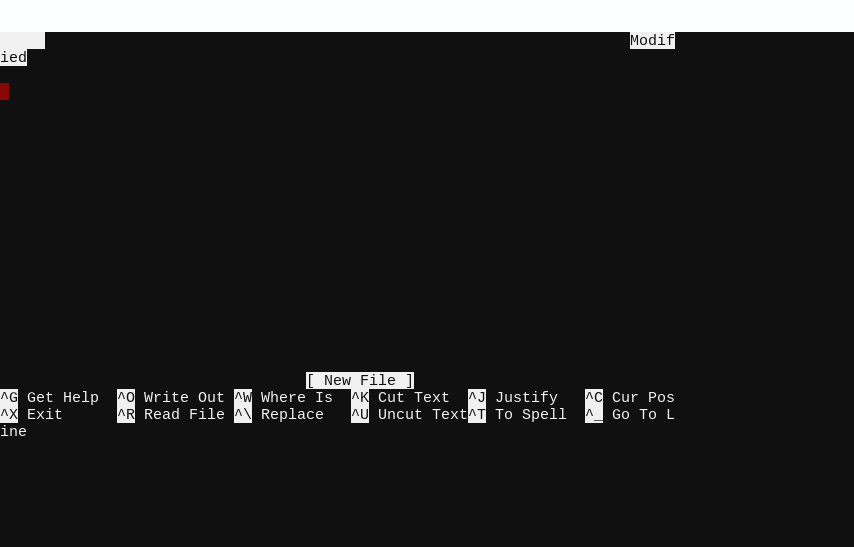 Modif
ied
[ New File ]
^G Get Help ^O Write Out ^W Where Is ^K Cut Text ^J Justify ^C Cur Pos
^X Exit ^R Read File ^\ Replace ^U Uncut Text^T To Spell ^_ Go To L
ine